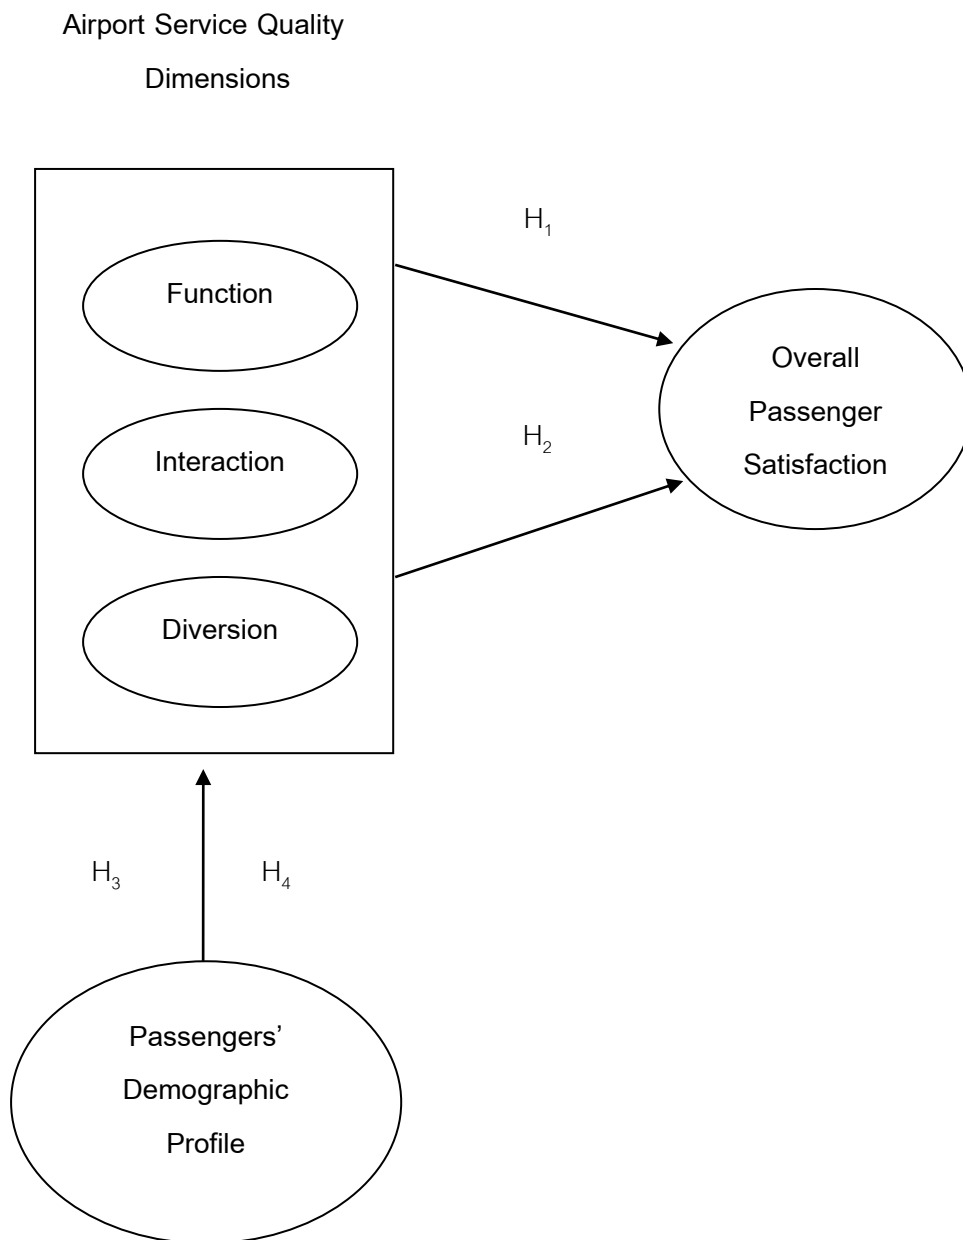 Airport Service Quality
Dimensions
H₁
Function
Overall
Passenger
Satisfaction
H₂
Interaction
Diversion
H₃
H₄
Passengers’
Demographic
Profile